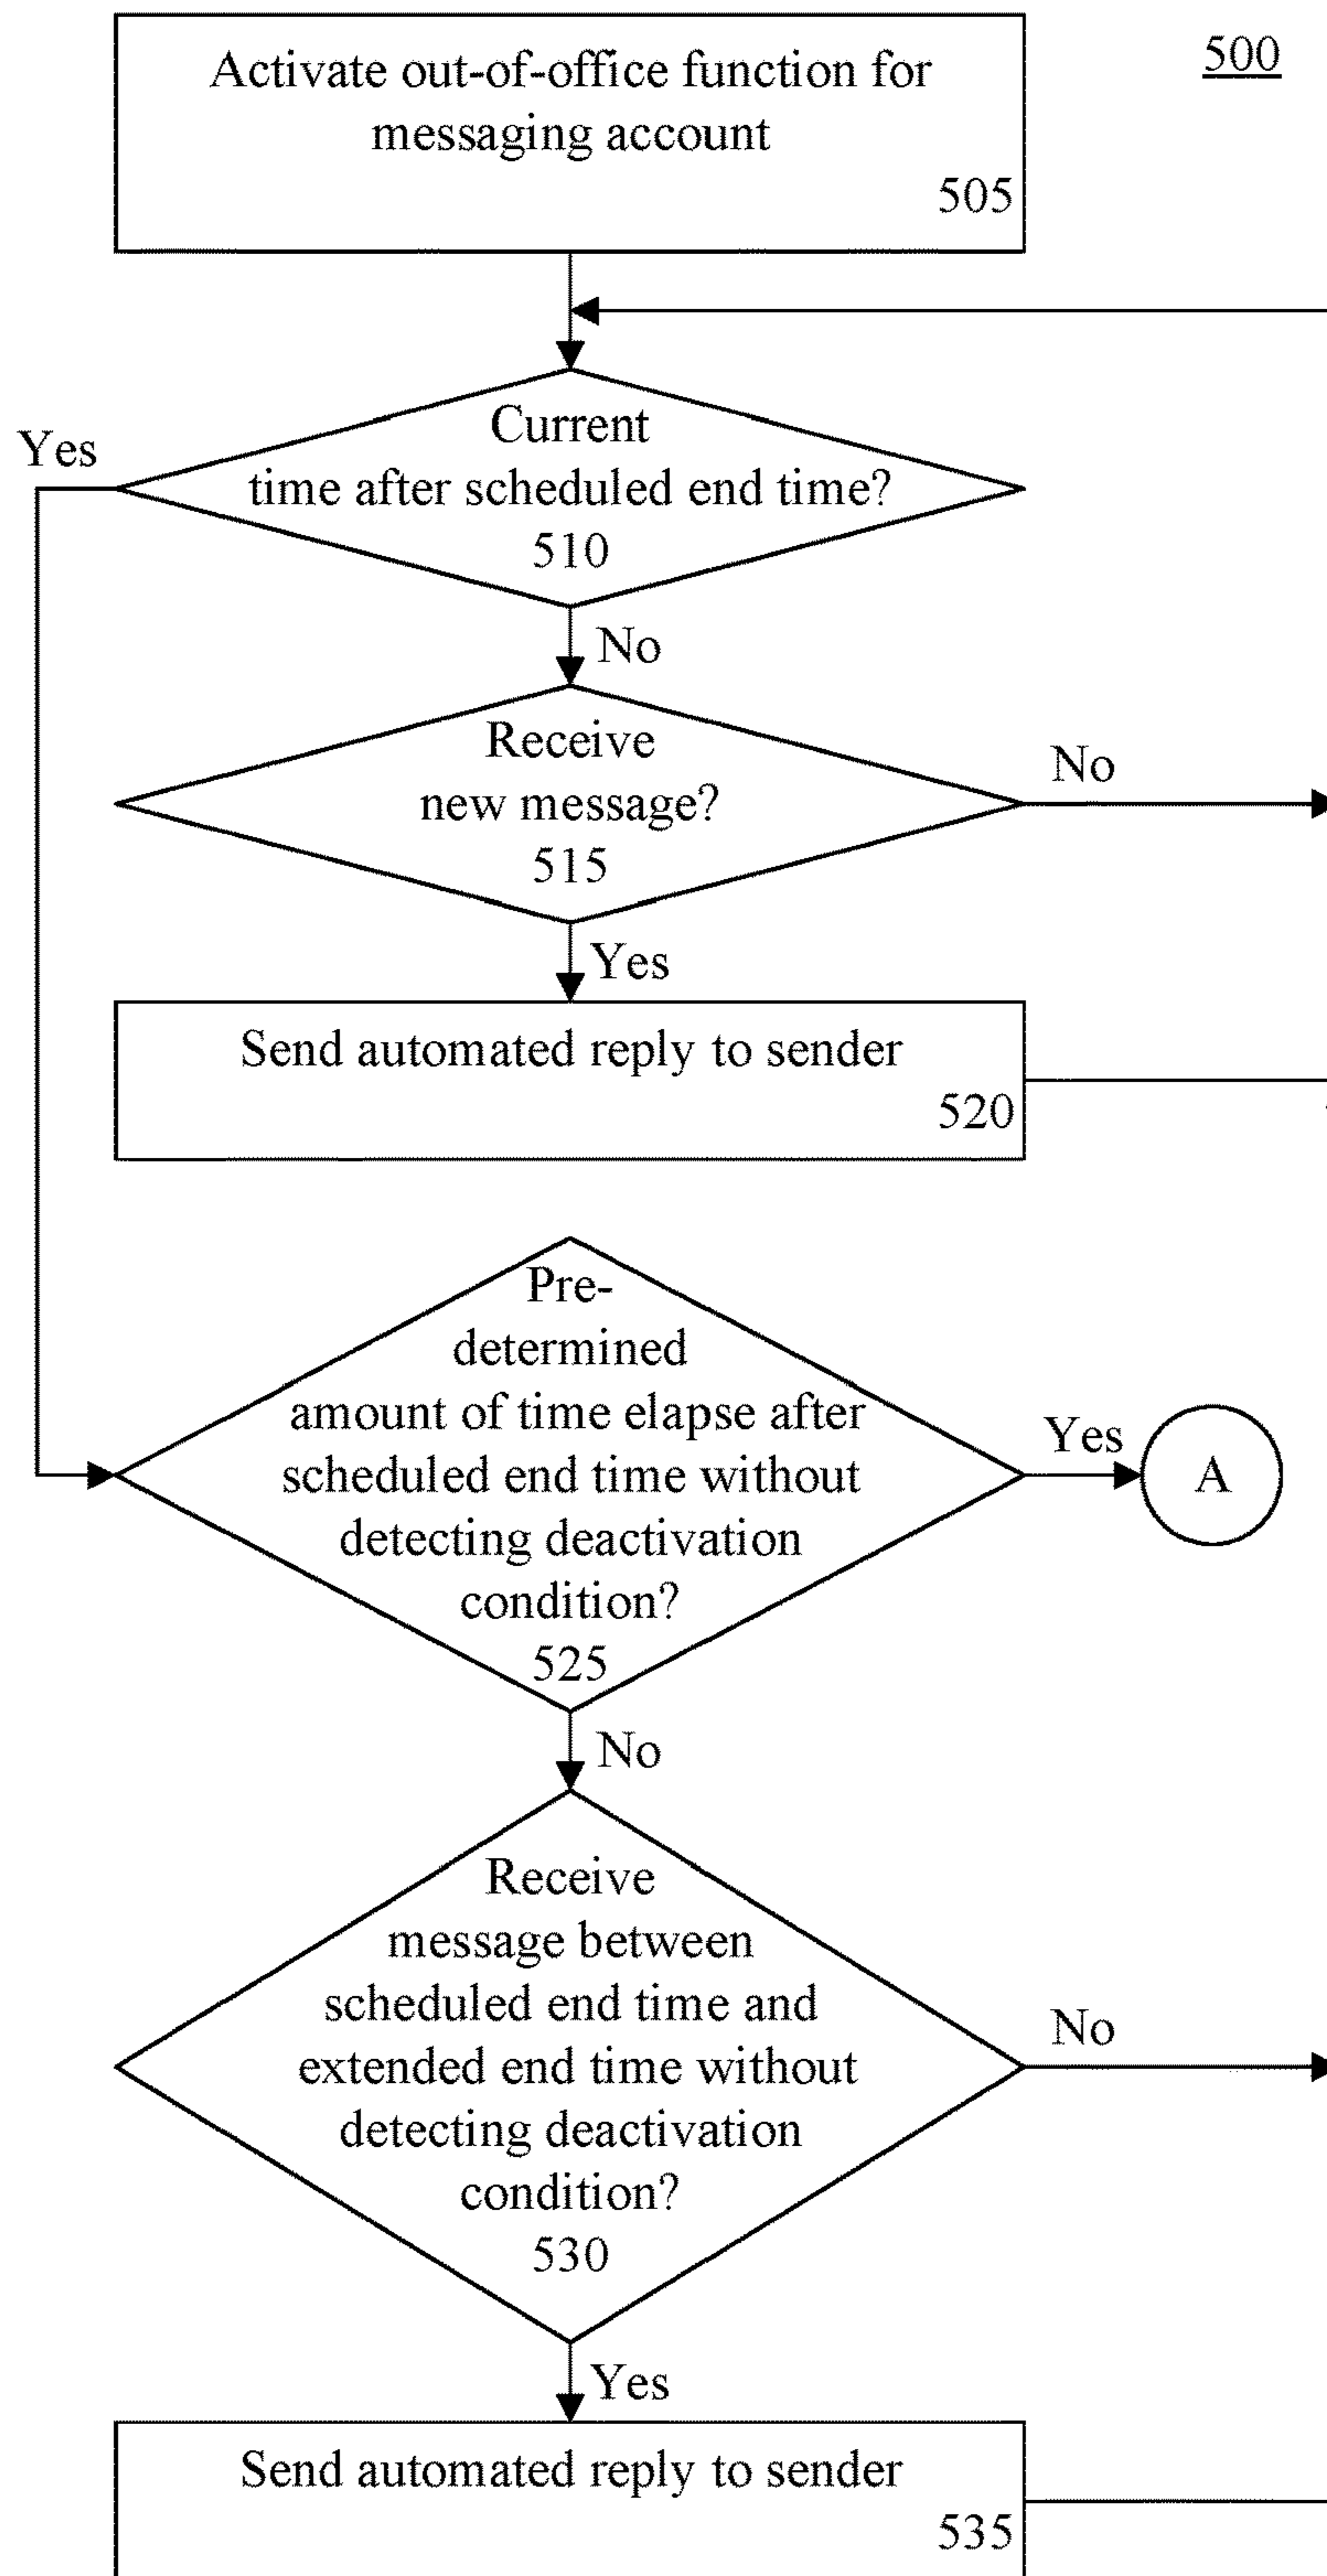 500
Activate out-of-office function for
messaging account
505
Current
time after scheduled end time?
510
Yes
No
Receive
new message?
515
No
Yes
Send automated reply to sender
520
Pre-
determined
amount of time elapse after
scheduled end time without
detecting deactivation
condition?
525
Yes
A
No
Receive
message between
scheduled end time and
extended end time without
detecting deactivation
condition?
530
No
Yes
Send automated reply to sender
535